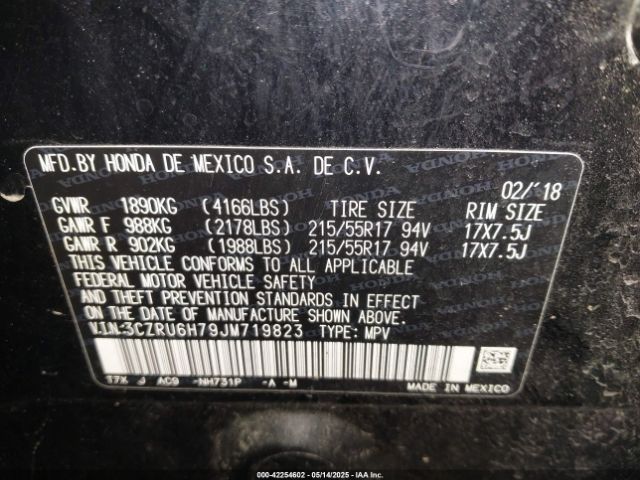 MFD.BY HONDA DE MEXICO S.A. DE C.V.
02/'18
GVWR 1890KG (4166LBS) TIRE SIZE RIM SIZE
GAWR F 988KG (2178LBS) 215/55R17 94V 17X7.5J
GAWR R 902KG (1988LBS) 215/55R17 94V 17X7.5J
THIS VEHICLE CONFORMS TO ALL APPLICABLE
FEDERAL MOTOR VEHICLE SAFETY
AND THEFT PREVENTION STANDARDS IN EFFECT
ON THE DATE OF MANUFACTURE SHOWN ABOVE.
V.I.N:3CZRU6H79JM719823 TYPE: MPV
T7X J AC9 -NH731P -A -M
MADE IN MEXICO
000-42254602 - 05/14/2025 - IAAI.com